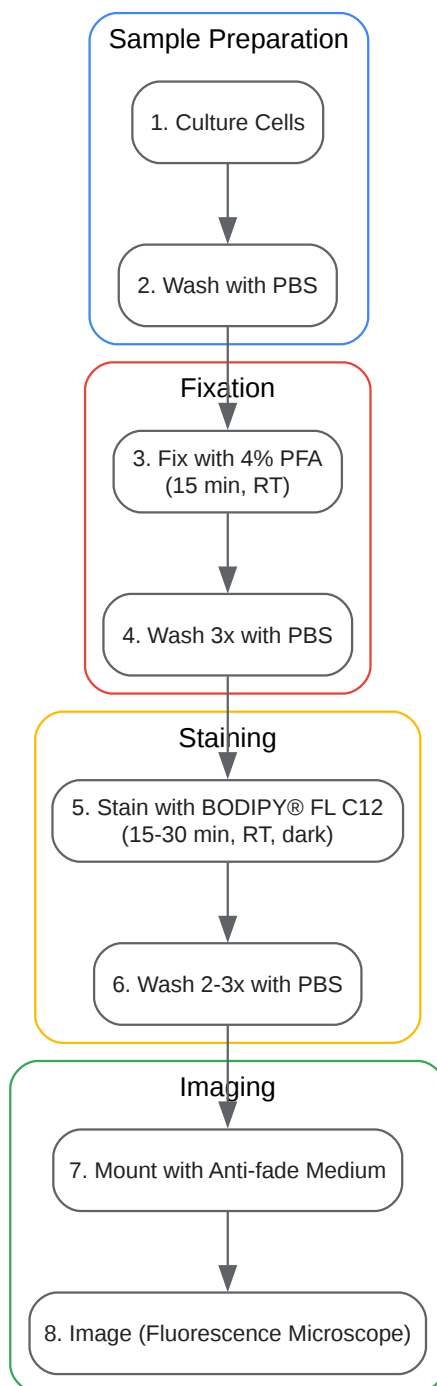 Sample Preparation
1. Culture Cells
2. Wash with PBS
Fixation
3. Fix with 4% PFA
(15 min, RT)
4. Wash 3x with PBS
Staining
5. Stain with BODIPY® FL C12
(15-30 min, RT, dark)
6. Wash 2-3x with PBS
Imaging
7. Mount with Anti-fade Medium
8. Image (Fluorescence Microscope)